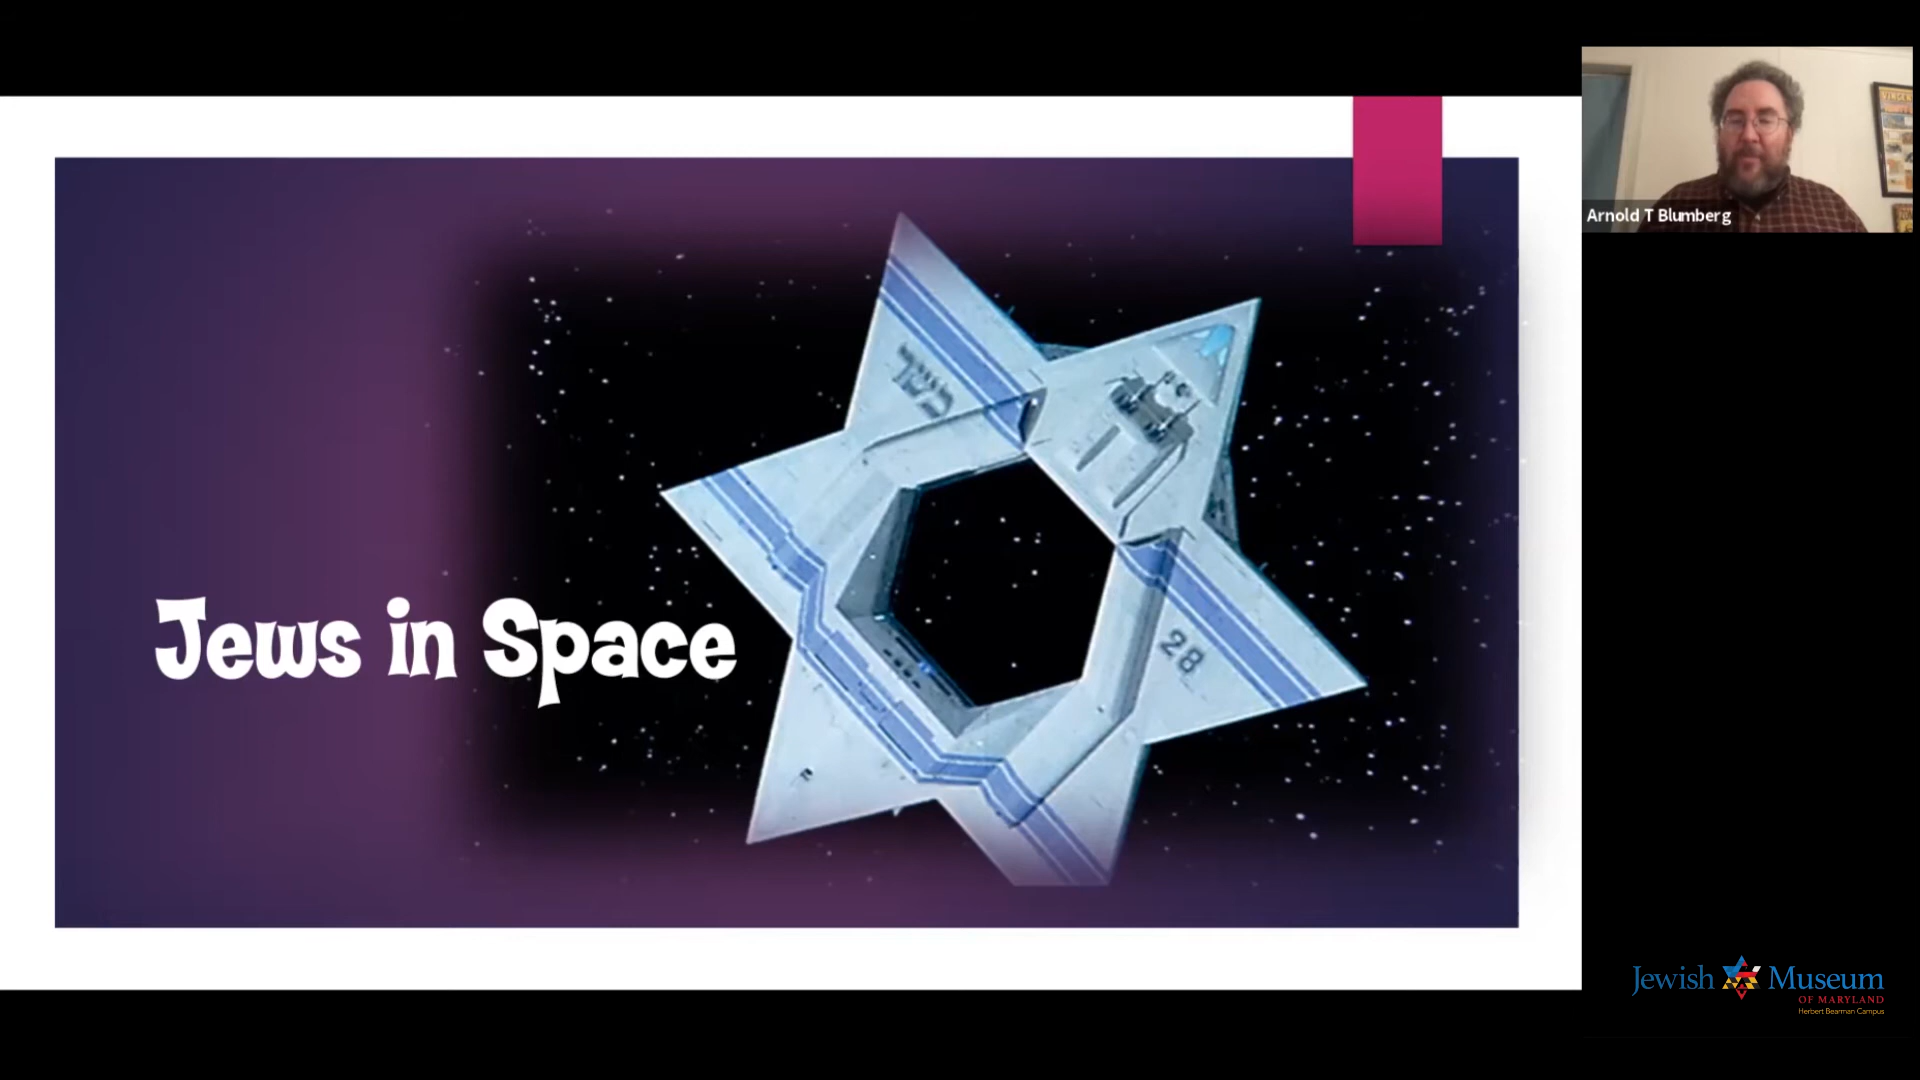 Jews in Space
כשר
28
Arnold T Blumberg
Jewish Museum
OF MARYLAND
Herbert Bearman Campus